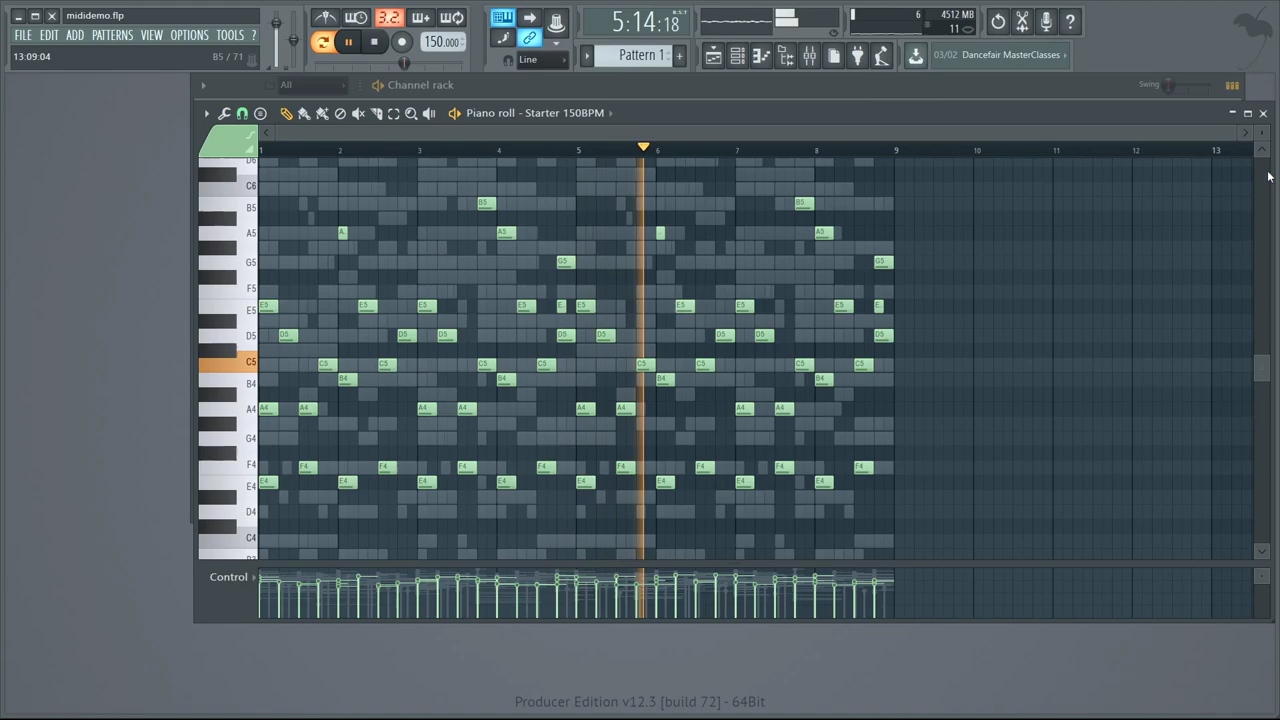 mididemo.flp
3.2
5:14:18
B:S:T
6
4512 MB
11
FILE EDIT ADD PATTERNS VIEW OPTIONS TOOLS ?
150.000
Line
Pattern 1
03/02 Dancefair MasterClasses
13:09:04
B5 / 71
All
Channel rack
Swing
Piano roll - Starter 150BPM
1 2 3 4 5 6 7 8 9 10 11 12 13
D6
C6
B5 B5 B5
A5 A. A5 A5
G5 G5 G5
F5
E5 E5 E5 E5 E5 E. E5 E5 E5 E5 E.
D5 D5 D5 D5 D5 D5 D5 D5 D5
C5 C5 C5 C5 C5 C5 C5 C5 C5
B4 B4 B4 B4 B4
A4 A4 A4 A4 A4 A4 A4 A4 A4
G4
F4 F4 F4 F4 F4 F4 F4 F4 F4
E4 E4 E4 E4 E4 E4 E4 E4 E4
D4
C4
Control
Producer Edition v12.3 [build 72] - 64Bit